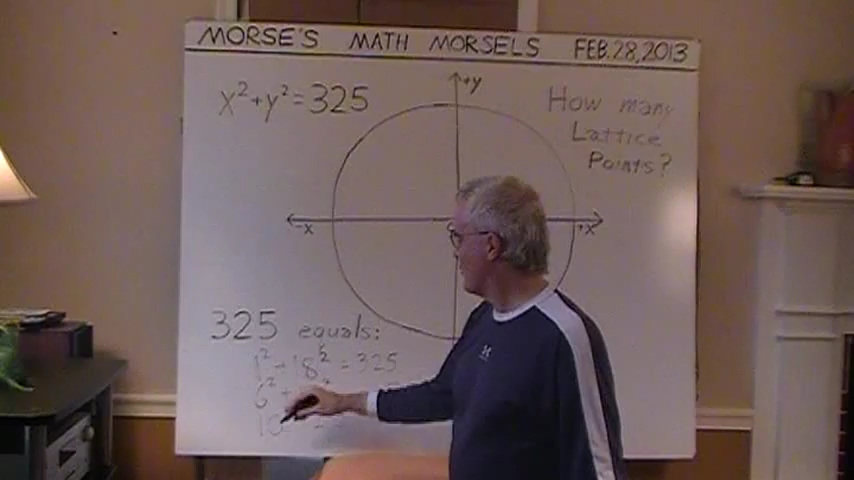 MORSE'S MATH MORSELS FEB.28,2013
x²+y²=325
How many
Lattice
Points?
+y
-x
+x
325 equals:
1²+18²=325
6²+
10